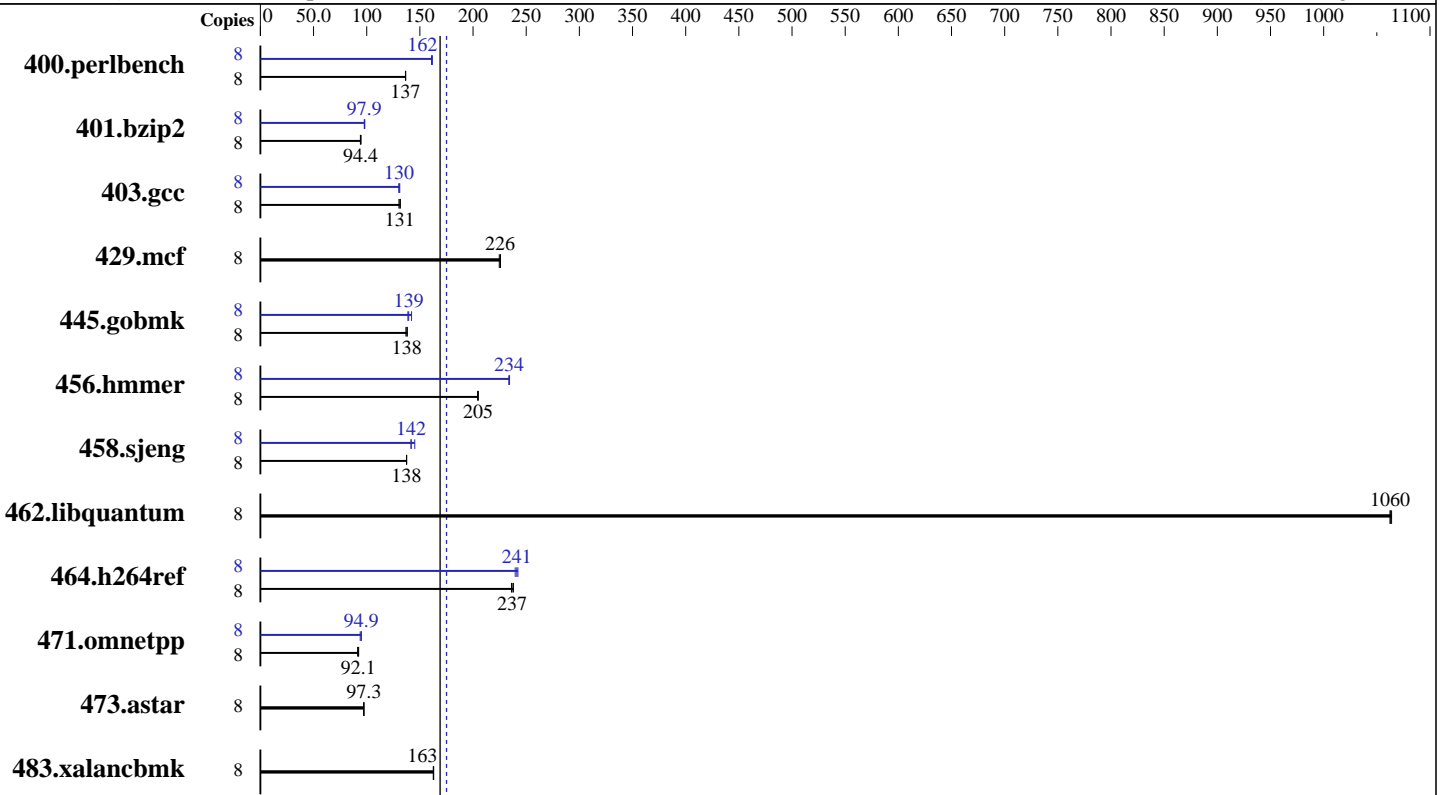 Copies 0 50.0 100 150 200 250 300 350 400 450 500 550 600 650 700 750 800 850 900 950 1000 1100
400.perlbench 8 162
8 137
401.bzip2 8 97.9
8 94.4
403.gcc 8 130
8 131
429.mcf 8 226
445.gobmk 8 139
8 138
456.hmmer 8 234
8 205
458.sjeng 8 142
8 138
462.libquantum 8 1060
464.h264ref 8 241
8 237
471.omnetpp 8 94.9
8 92.1
473.astar 8 97.3
483.xalancbmk 8 163